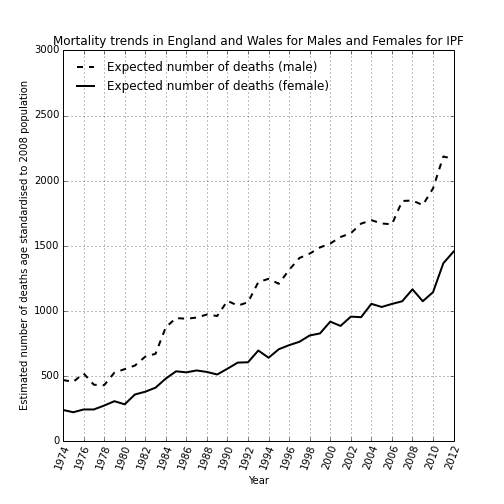 Mortality trends in England and Wales for Males and Females for IPF
Expected number of deaths (male)
Expected number of deaths (female)
Estimated number of deaths age standardised to 2008 population
3000
2500
2000
1500
1000
500
0
1974 1976 1978 1980 1982 1984 1986 1988 1990 1992 1994 1996 1998 2000 2002 2004 2006 2008 2010 2012
Year